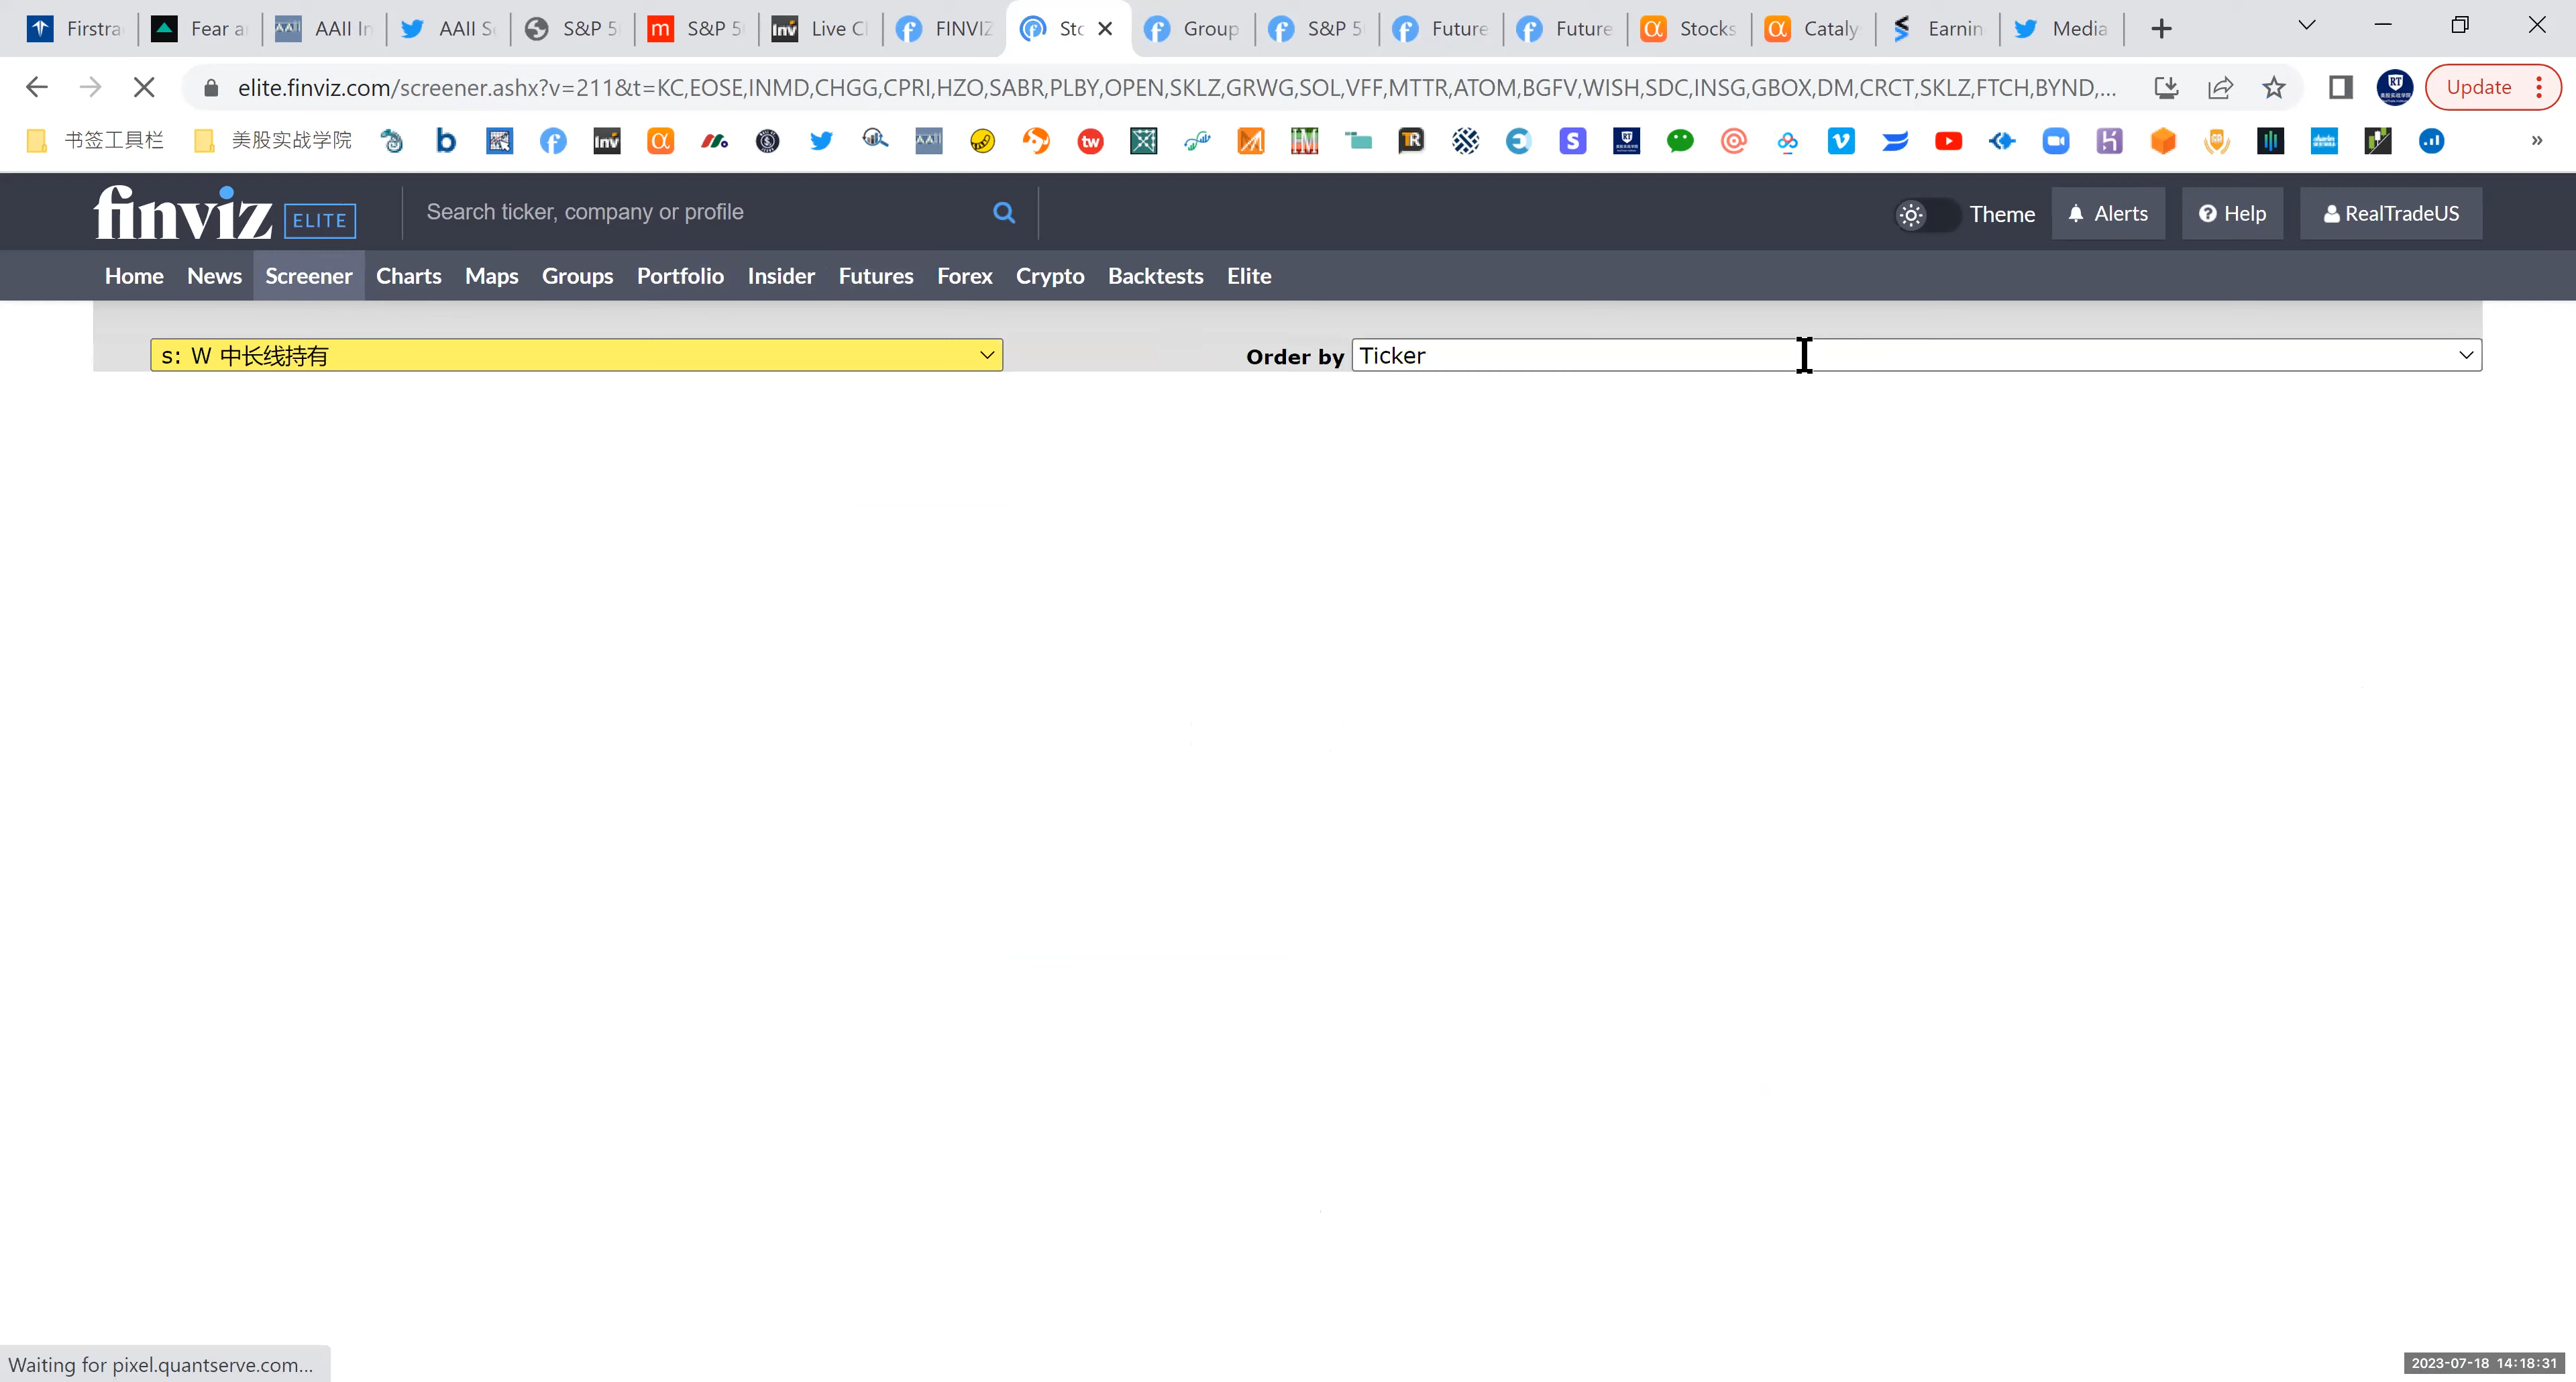 Firstra Fear a AAII In AAII Se S&P 5 S&P 5 Live C FINVIZ Sto Group S&P 5 Future Future Stocks Cataly Earnin Media
elite.finviz.com/screener.ashx?v=211&t=KC,EOSE,INMD,CHGG,CPRI,HZO,SABR,PLBY,OPEN,SKLZ,GRWG,SOL,VFF,MTTR,ATOM,BGFV,WISH,SDC,INSG,GBOX,DM,CRCT,SKLZ,FTCH,BYND,... Update
书签工具栏 美股实战学院
finviz ELITE Search ticker, company or profile Theme Alerts Help RealTradeUS
Home News Screener Charts Maps Groups Portfolio Insider Futures Forex Crypto Backtests Elite
s: W 中长线持有 Order by Ticker
Waiting for pixel.quantserve.com...
2023-07-18 14:18:31